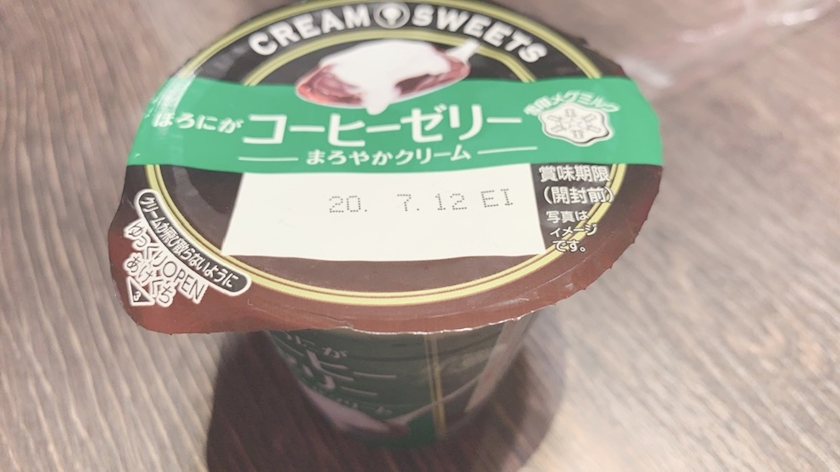 CREAM SWEETS
ほろにが コーヒーゼリー
まろやかクリーム
雪印メグミルク
20. 7.12 EI
賞味期限
(開封前)
写真は
イメージ
です。
クリームが飛び散らないように
ゆっくりOPEN
あけくち